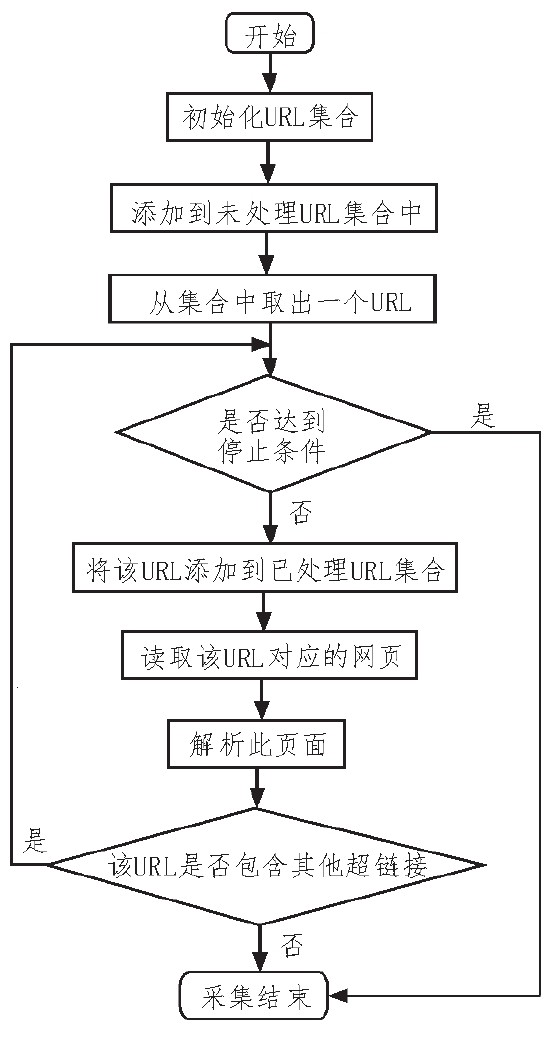 开始
初始化URL集合
添加到未处理URL集合中
从集合中取出一个URL
是否达到
停止条件
是
否
将该URL添加到已处理URL集合
读取该URL对应的网页
解析此页面
是
该URL是否包含其他超链接
否
采集结束